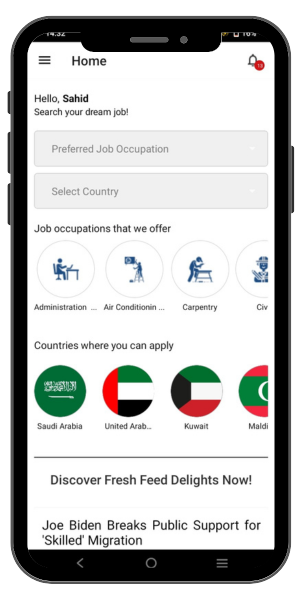 14:32
16%
Home
13
Hello, Sahid
Search your dream job!
Preferred Job Occupation
Select Country
Job occupations that we offer
Administration ...
Air Conditionin ...
Carpentry
Civ
Countries where you can apply
Saudi Arabia
United Arab...
Kuwait
Maldi
Discover Fresh Feed Delights Now!
Joe Biden Breaks Public Support for
'Skilled' Migration